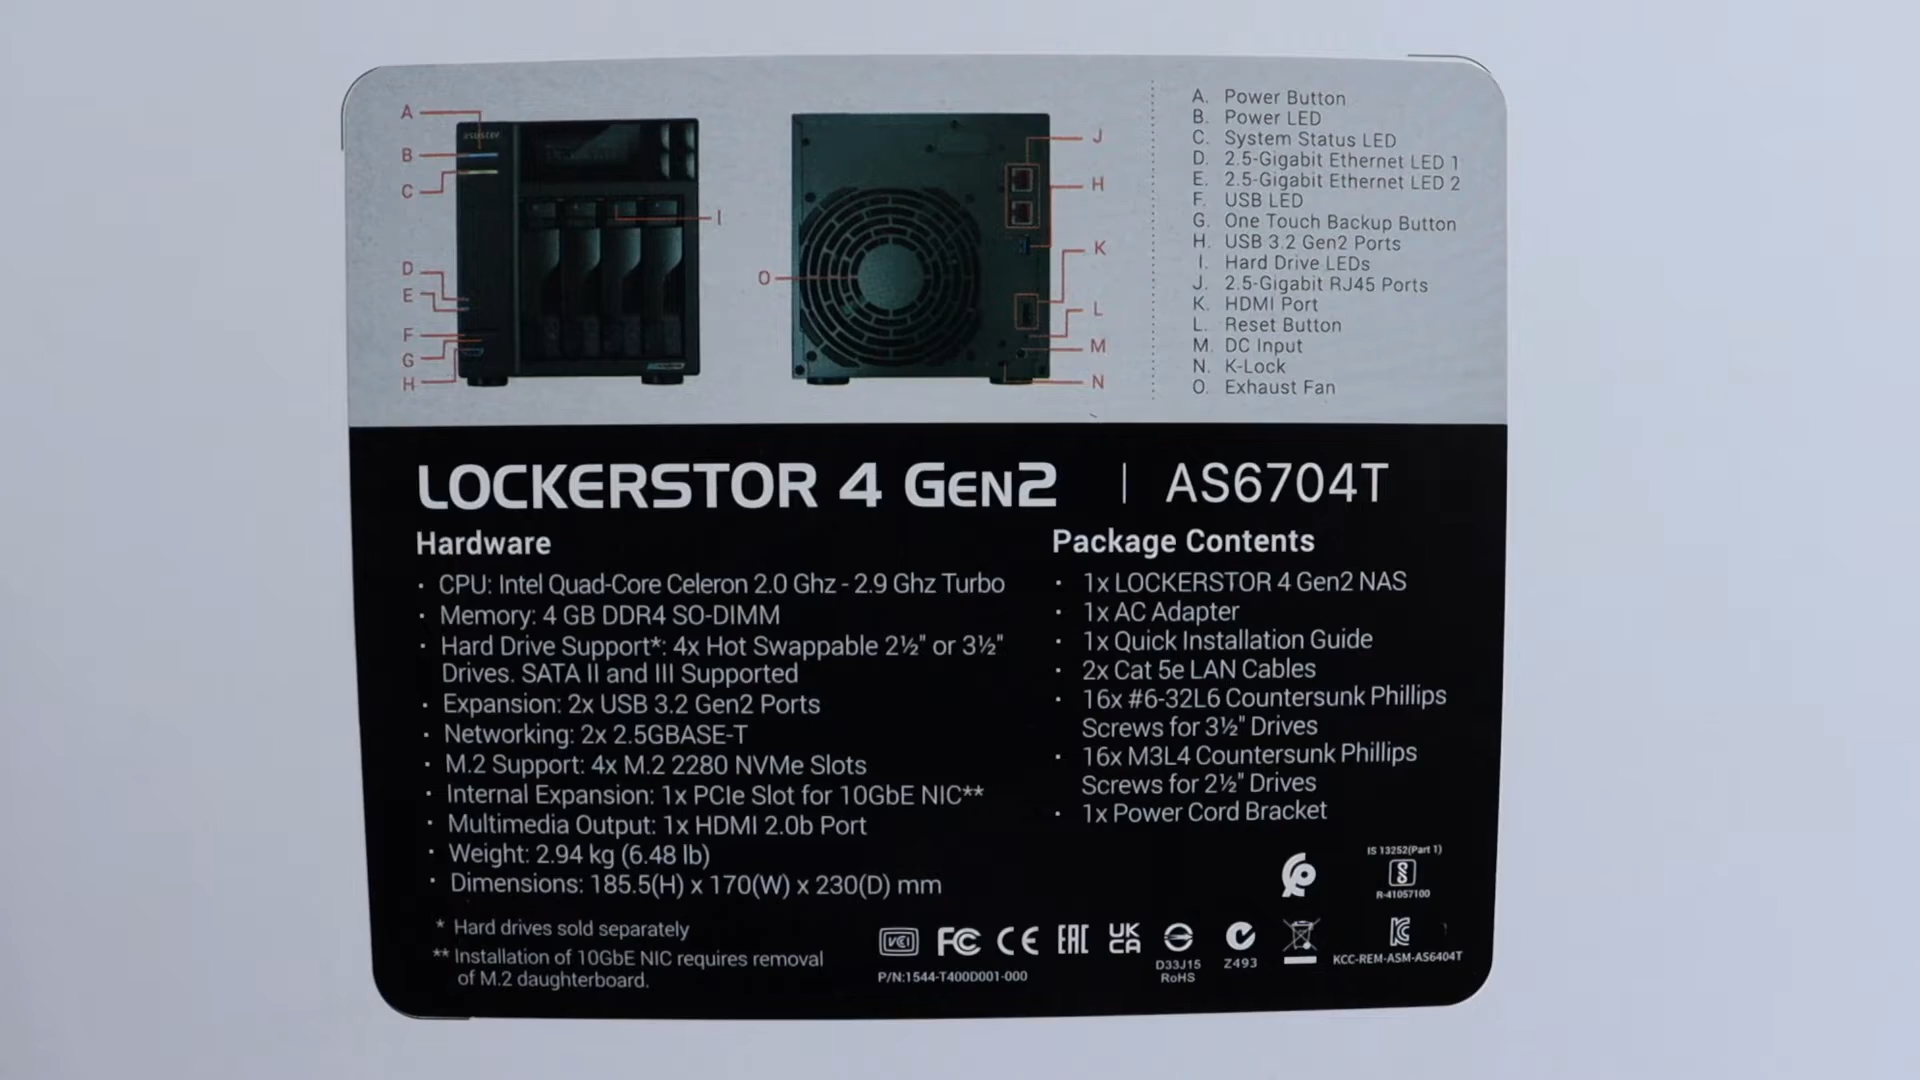 A
B
C
D
E
F
G
H
I
O
J
H
K
L
M
N
asustor
A. Power Button
B. Power LED
C. System Status LED
D. 2.5-Gigabit Ethernet LED 1
E. 2.5-Gigabit Ethernet LED 2
F. USB LED
G. One Touch Backup Button
H. USB 3.2 Gen2 Ports
I. Hard Drive LEDs
J. 2.5-Gigabit RJ45 Ports
K. HDMI Port
L. Reset Button
M. DC Input
N. K-Lock
O. Exhaust Fan
LOCKERSTOR 4 GEN2 | AS6704T
Hardware
· CPU: Intel Quad-Core Celeron 2.0 Ghz - 2.9 Ghz Turbo
· Memory: 4 GB DDR4 SO-DIMM
· Hard Drive Support*: 4x Hot Swappable 2½" or 3½"
Drives. SATA II and III Supported
· Expansion: 2x USB 3.2 Gen2 Ports
· Networking: 2x 2.5GBASE-T
· M.2 Support: 4x M.2 2280 NVMe Slots
· Internal Expansion: 1x PCIe Slot for 10GbE NIC**
· Multimedia Output: 1x HDMI 2.0b Port
· Weight: 2.94 kg (6.48 lb)
· Dimensions: 185.5(H) x 170(W) x 230(D) mm
* Hard drives sold separately
** Installation of 10GbE NIC requires removal
of M.2 daughterboard.
Package Contents
· 1x LOCKERSTOR 4 Gen2 NAS
· 1x AC Adapter
· 1x Quick Installation Guide
· 2x Cat 5e LAN Cables
· 16x #6-32L6 Countersunk Phillips
Screws for 3½" Drives
· 16x M3L4 Countersunk Phillips
Screws for 2½" Drives
· 1x Power Cord Bracket
IS 13252(Part 1)
R-41057100
VCI FC CE EAC UK CA
D33J15
RoHS
Z493
KCC-REM-ASM-AS6404T
P/N:1544-T400D001-000